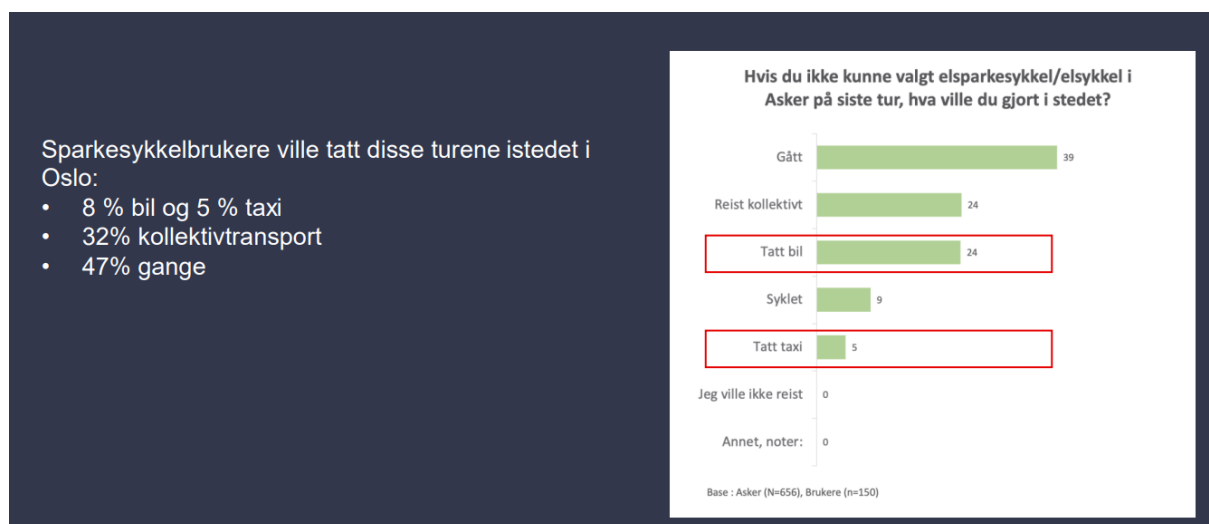 Sparkesykkelbrukere ville tatt disse turene istedet i
Oslo:
• 8 % bil og 5 % taxi
• 32% kollektivtransport
• 47% gange
Hvis du ikke kunne valgt elsparkesykkel/elsykkel i
Asker på siste tur, hva ville du gjort i stedet?
Gått 39
Reist kollektivt 24
Tatt bil 24
Syklet 9
Tatt taxi 5
Jeg ville ikke reist 0
Annet, noter: 0
Base : Asker (N=656), Brukere (n=150)